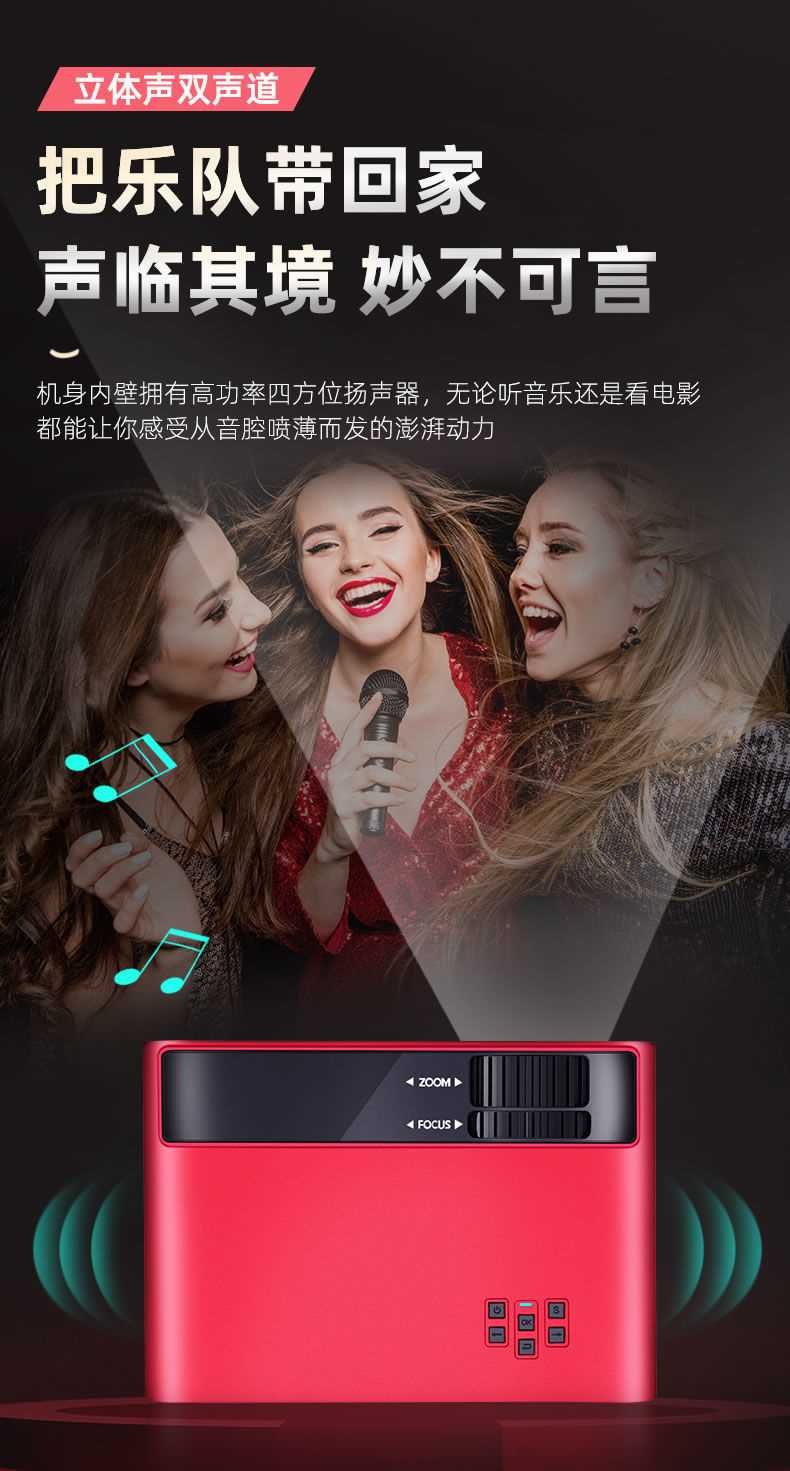 立体声双声道
把乐队带回家
声临其境 妙不可言
机身内壁拥有高功率四方位扬声器，无论听音乐还是看电影
都能让你感受从音腔喷薄而发的澎湃动力
ZOOM
FOCUS
S
OK